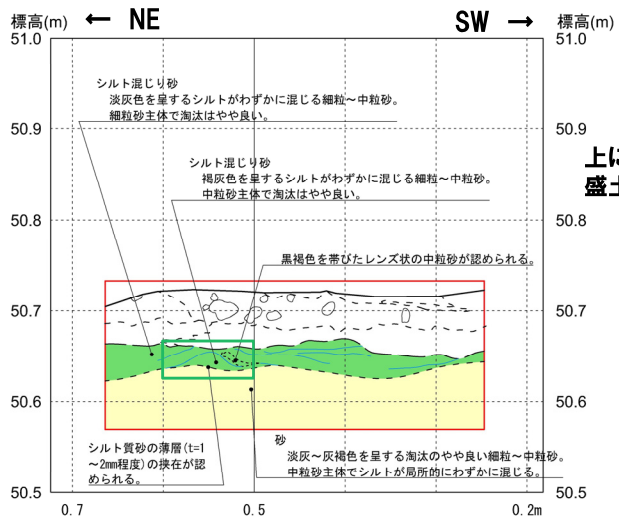 標高(m) ← NE SW → 標高(m)
51.0 51.0
シルト混じり砂
淡灰色を呈するシルトがわずかに混じる細粒～中粒砂。
細粒砂主体で淘汰はやや良い。
50.9 50.9
シルト混じり砂
褐灰色を呈するシルトがわずかに混じる細粒～中粒砂。
中粒砂主体で淘汰はやや良い。
上に
盛土
50.8 50.8
黒褐色を帯びたレンズ状の中粒砂が認められる。
50.7 50.7
50.6 50.6
シルト質砂の薄層(t=1
～2mm程度)の挟在が認
められる。
砂
淡灰～灰褐色を呈する淘汰のやや良い細粒～中粒砂。
中粒砂主体でシルトが局所的にわずかに混じる。
50.5 50.5
0.7 0.5 0.2m